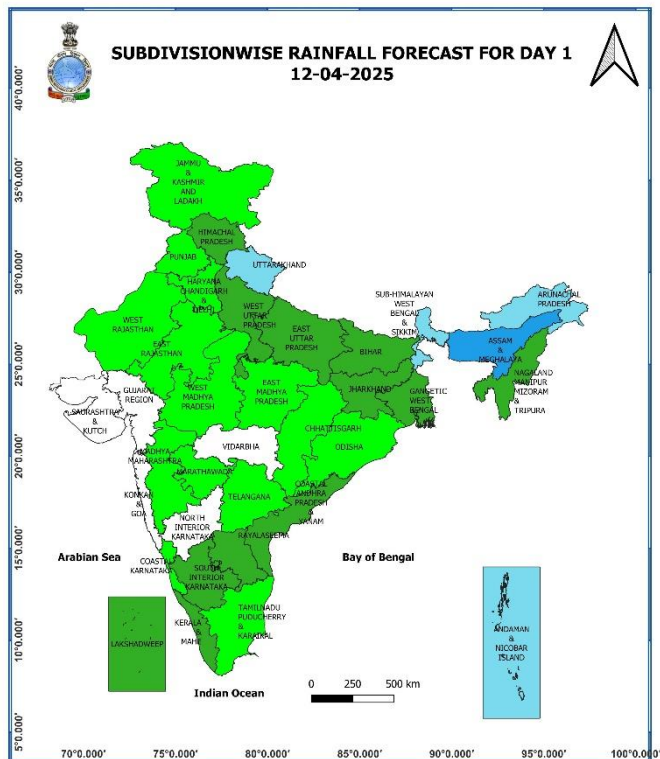 SUBDIVISIONWISE RAINFALL FORECAST FOR DAY 1
12-04-2025
40°0.000'
35°0.000'
30°0.000'
25°0.000'
20°0.000'
15°0.000'
10°0.000'
5°0.000'
JAMMU
&
KASHMIR
AND
LADAKH
HIMACHAL
PRADESH
PUNJAB
UTTARAKHAND
HARYANA
CHANDIGARH
&
DELHI
WEST
UTTAR
PRADESH
SUB-HIMALAYAN
WEST
BENGAL
&
SIKKIM
ARUNACHAL
PRADESH
WEST
RAJASTHAN
EAST
RAJASTHAN
EAST
UTTAR
PRADESH
BIHAR
ASSAM
&
MEGHALAYA
NAGALAND
MANIPUR
MIZORAM
&
TRIPURA
GUJARAT
REGION
WEST
MADHYA
PRADESH
EAST
MADHYA
PRADESH
JHARKHAND
GANGETIC
WEST
BENGAL
SAURASHTRA
&
KUTCH
CHHATTISGARH
ODISHA
VIDARBHA
MADHYA
MAHARASHTRA
MARATHAWADA
KONKAN
&
GOA
TELANGANA
COASTAL
ANDHRA
PRADESH
&
YANAM
NORTH
INTERIOR
KARNATAKA
RAYALASEEMA
Arabian Sea
Bay of Bengal
COASTAL
KARNATAKA
SOUTH
INTERIOR
KARNATAKA
TAMILNADU
PUDUCHERRY
&
KARAIKAL
KERALA
&
MAHE
LAKSHADWEEP
ANDAMAN
&
NICOBAR
ISLAND
Indian Ocean
0 250 500 km
70°0.000' 75°0.000' 80°0.000' 85°0.000' 90°0.000' 95°0.000' 100°0.000'